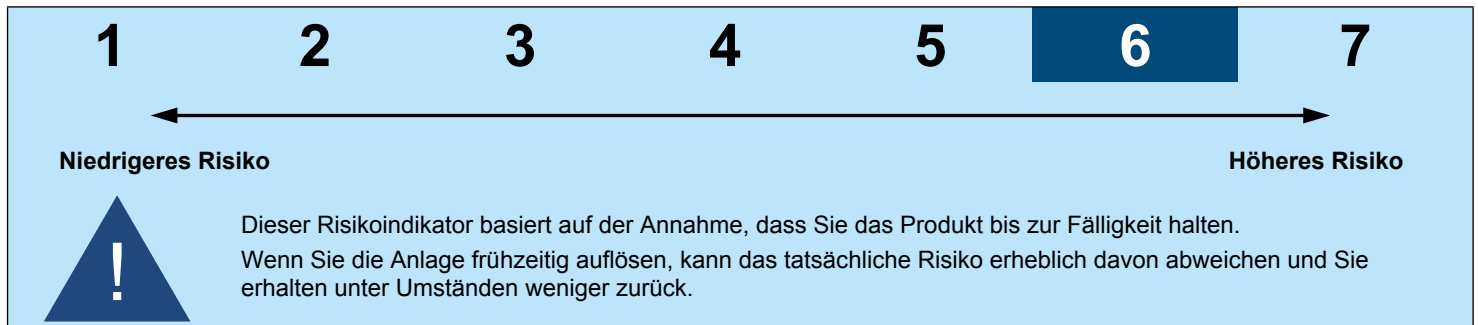 1 2 3 4 5 6 7
Niedrigeres Risiko Höheres Risiko
!
Dieser Risikoindikator basiert auf der Annahme, dass Sie das Produkt bis zur Fälligkeit halten.
Wenn Sie die Anlage frühzeitig auflösen, kann das tatsächliche Risiko erheblich davon abweichen und Sie
erhalten unter Umständen weniger zurück.